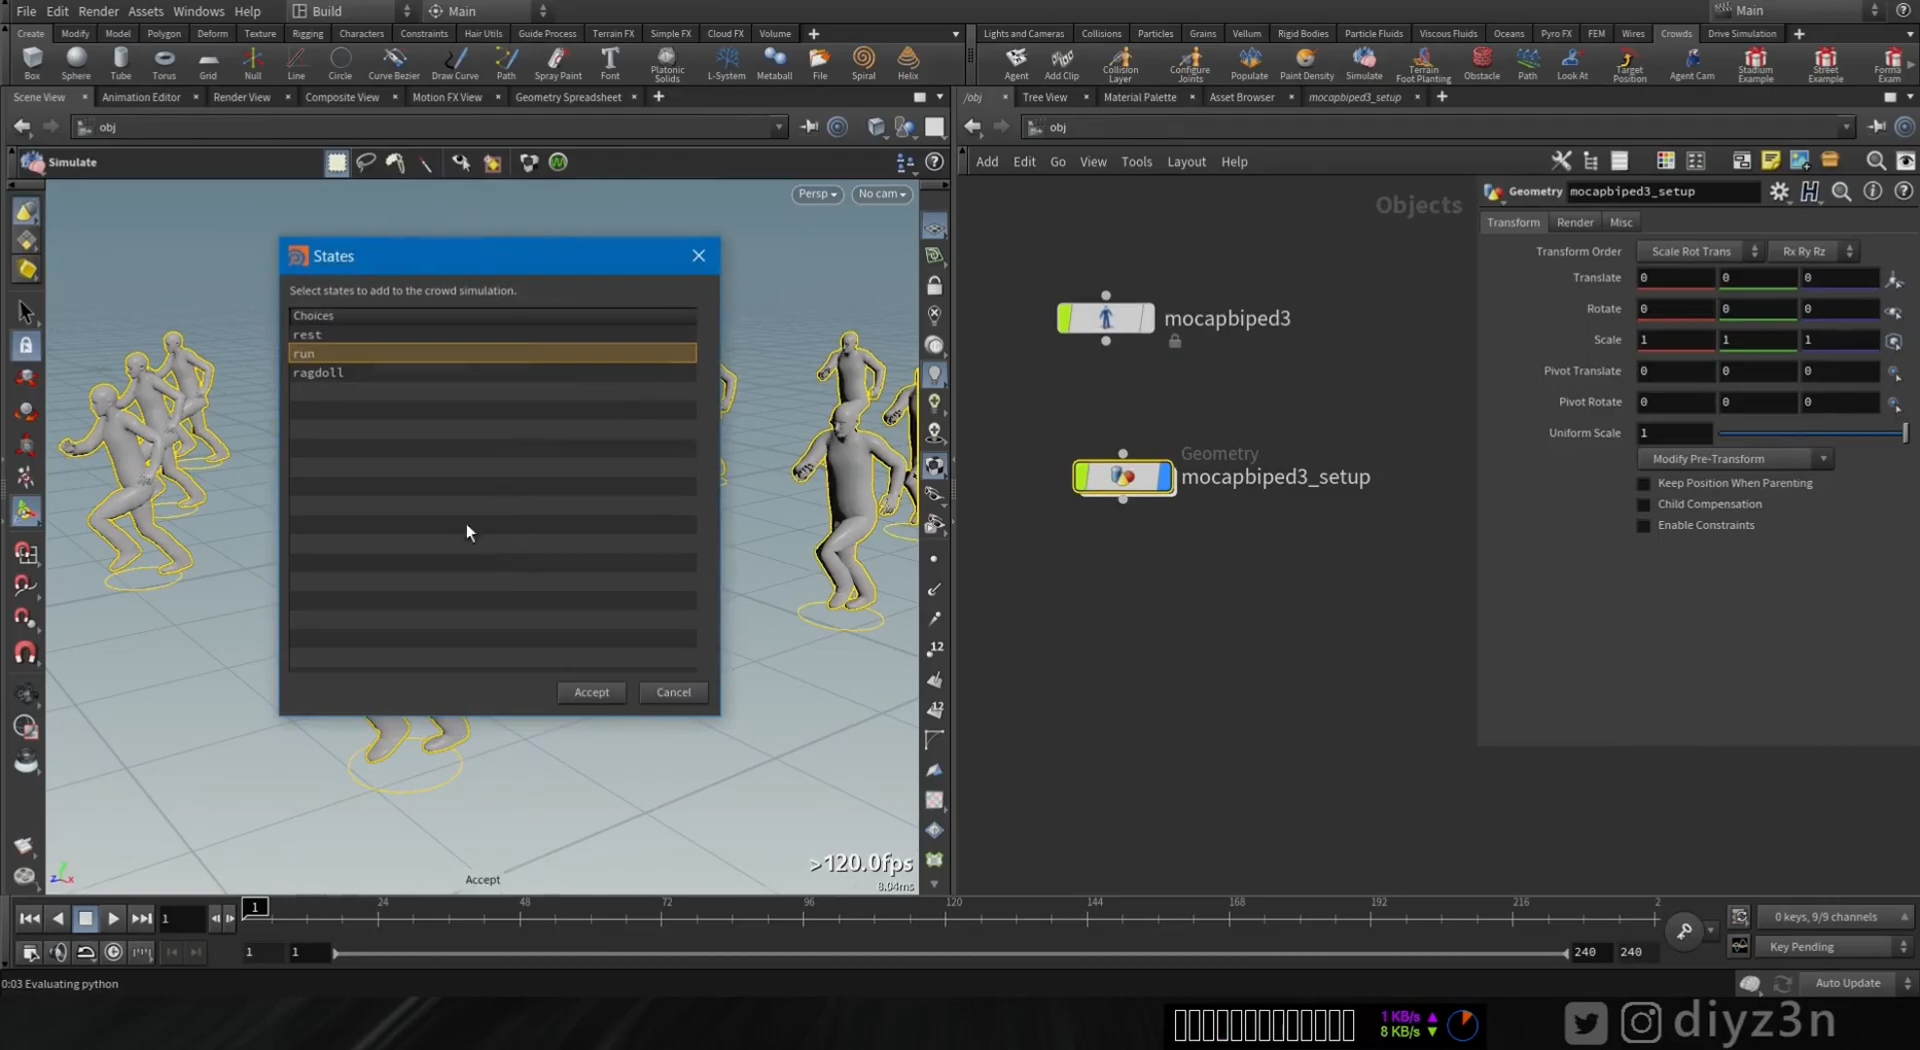 File Edit Render Assets Windows Help Build Main Main
Create Modify Model Polygon Deform Texture Rigging Characters Constraints Hair Utils Guide Process Terrain FX Simple FX Cloud FX Volume
Lights and Cameras Collisions Particles Grains Vellum Rigid Bodies Particle Fluids Viscous Fluids Oceans Pyro FX FEM Wires Crowds Drive Simulation
Box Sphere Tube Torus Grid Null Line Circle Curve Bezier Draw Curve Path Spray Paint Font Platonic Solids L-System Metaball File Spiral Helix
Agent Add Clip Collision Layer Configure Joints Populate Paint Density Simulate Terrain Foot Planting Obstacle Path Look At Target Position Agent Cam Stadium Example Street Example Forma Exam
Scene View Animation Editor Render View Composite View Motion FX View Geometry Spreadsheet
/obj Tree View Material Palette Asset Browser mocapbiped3_setup
obj
obj
Simulate
Add Edit Go View Tools Layout Help
Persp No cam
Objects
Geometry mocapbiped3_setup
Transform Render Misc
Transform Order Scale Rot Trans Rx Ry Rz
Translate 0 0 0
Rotate 0 0 0
Scale 1 1 1
Pivot Translate 0 0 0
Pivot Rotate 0 0 0
Uniform Scale 1
Modify Pre-Transform
Keep Position When Parenting
Child Compensation
Enable Constraints
States
Select states to add to the crowd simulation.
Choices
rest
run
ragdoll
Accept Cancel
mocapbiped3
Geometry
mocapbiped3_setup
12
12
>120.0fps
8.04ms
Accept
z x
1 1 24 48 72 96 120 144 168 192 216 2
0 keys, 9/9 channels
1 1 240 240
Key Pending
0:03 Evaluating python
Auto Update
1 KB/s
8 KB/s
diyz3n